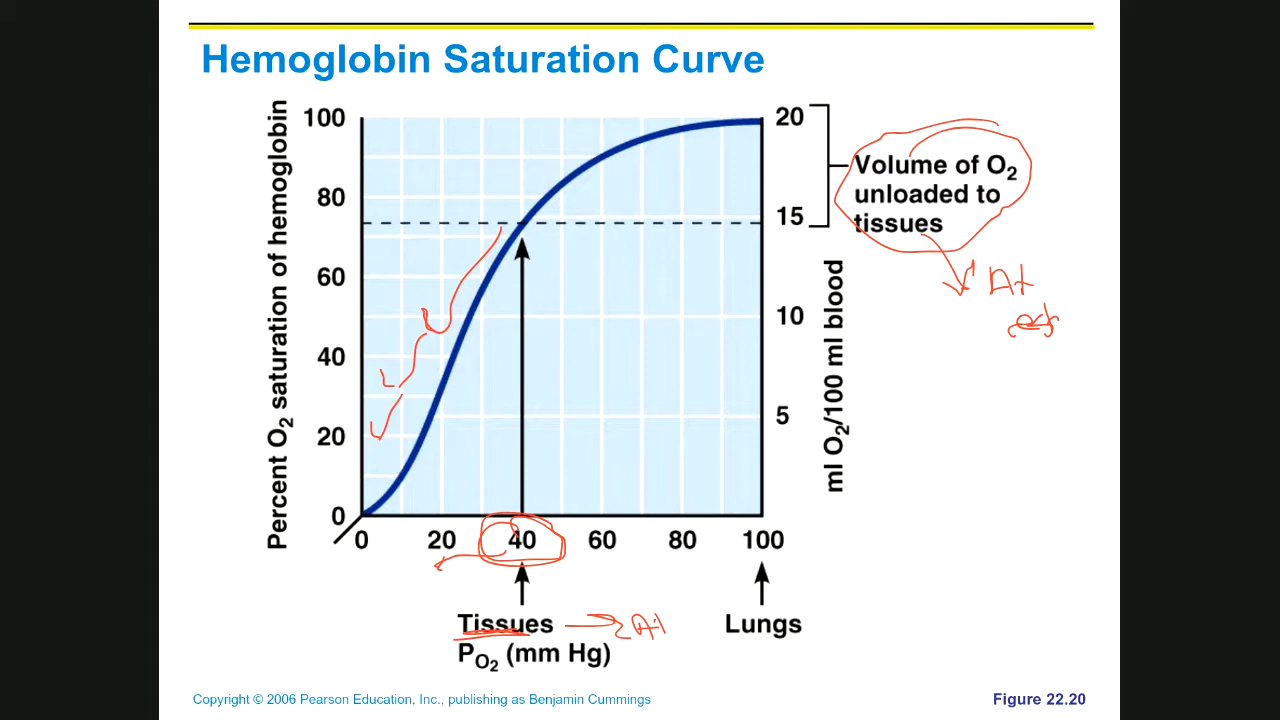 Hemoglobin Saturation Curve
Percent O₂ saturation of hemoglobin
100
80
60
40
20
0
20
15
10
5
ml O₂/100 ml blood
Volume of O₂
unloaded to
tissues
0 20 40 60 80 100
Tissues
P_O₂ (mm Hg)
Lungs
Copyright © 2006 Pearson Education, Inc., publishing as Benjamin Cummings
Figure 22.20